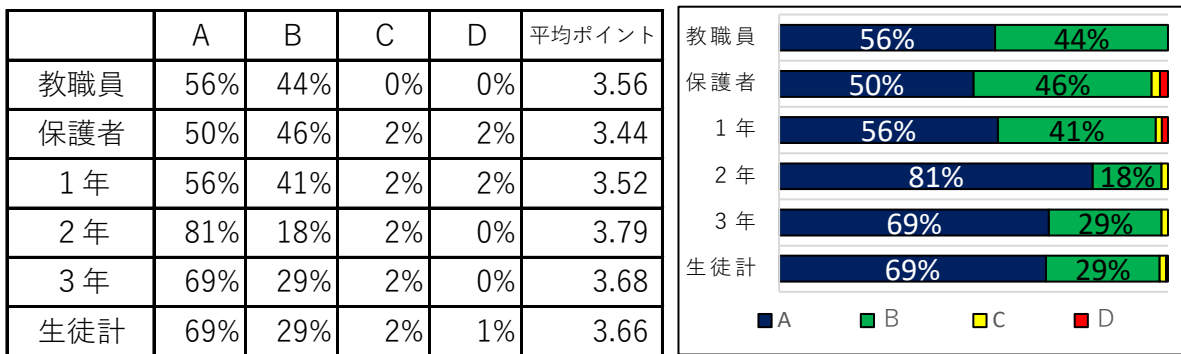 A B C D 平均ポイント
教職員 56% 44% 0% 0% 3.56
保護者 50% 46% 2% 2% 3.44
1年 56% 41% 2% 2% 3.52
2年 81% 18% 2% 0% 3.79
3年 69% 29% 2% 0% 3.68
生徒計 69% 29% 2% 1% 3.66
教職員 56% 44%
保護者 50% 46%
1年 56% 41%
2年 81% 18%
3年 69% 29%
生徒計 69% 29%
A B C D